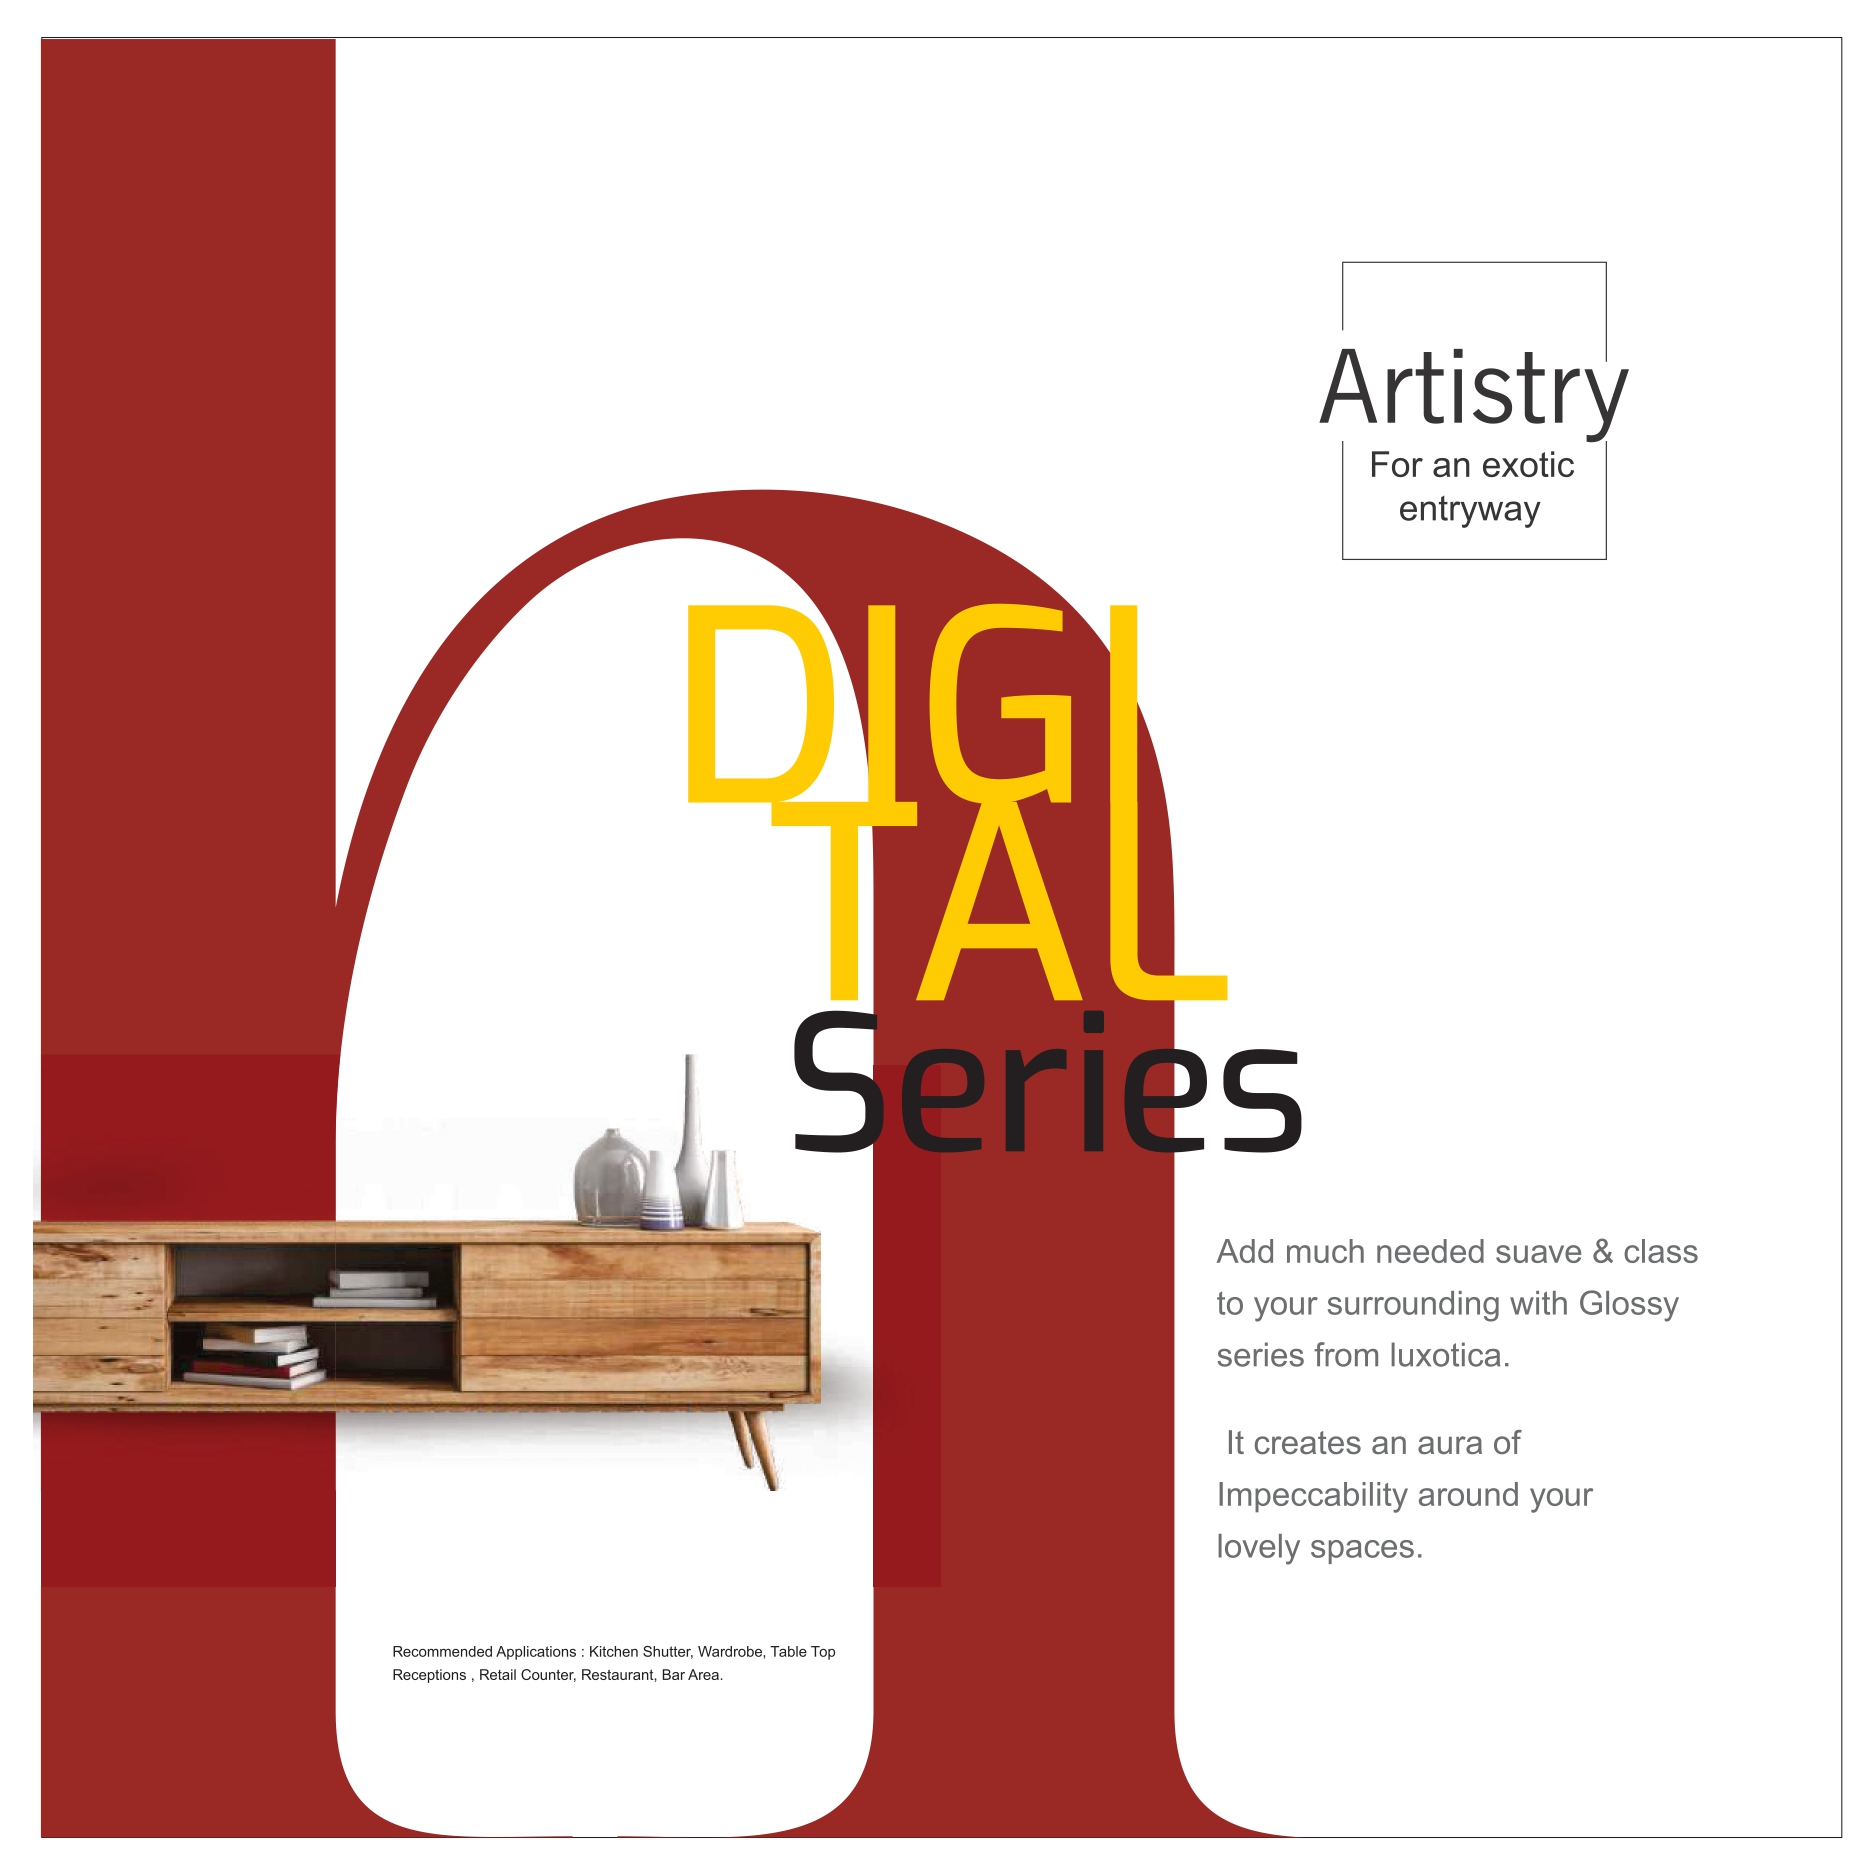 Artistry
For an exotic
entryway
DIGI
TAL
Series
Add much needed suave & class
to your surrounding with Glossy
series from luxotica.
It creates an aura of
Impeccability around your
lovely spaces.
Recommended Applications : Kitchen Shutter, Wardrobe, Table Top
Receptions , Retail Counter, Restaurant, Bar Area.